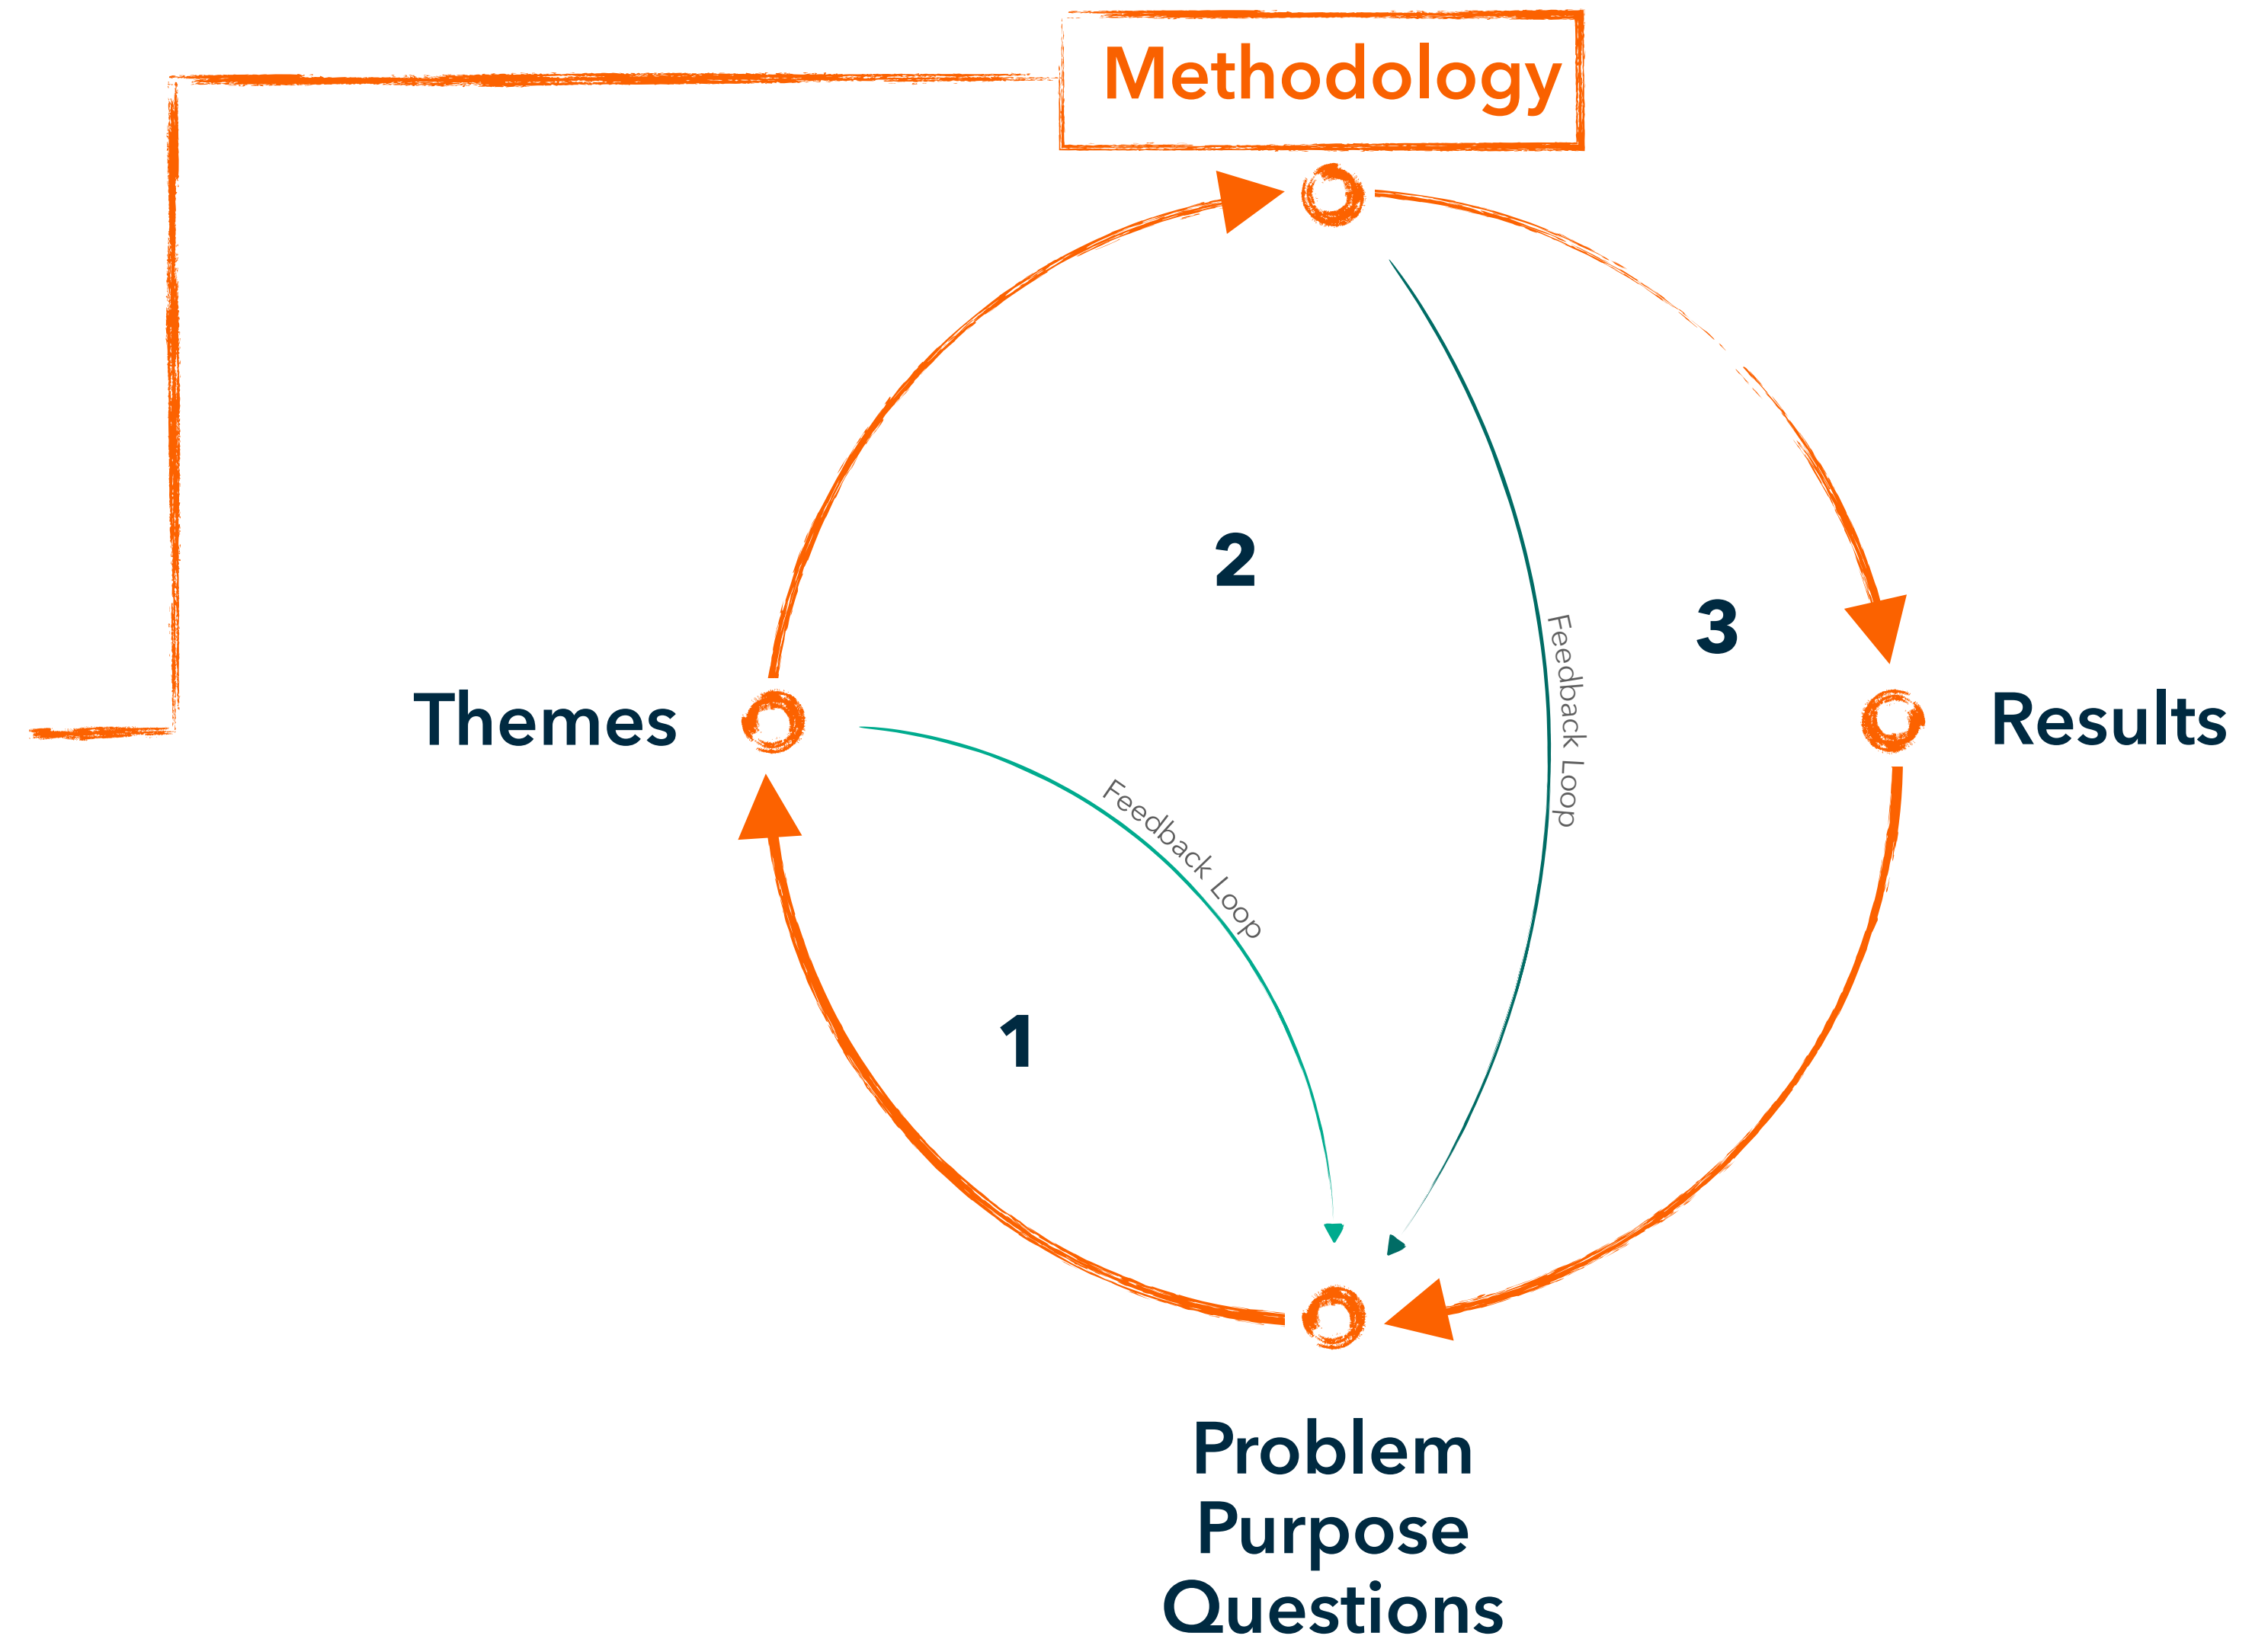 Methodology
2
3
Feedback Loop
Themes
Results
Feedback Loop
1
Problem
Purpose
Questions